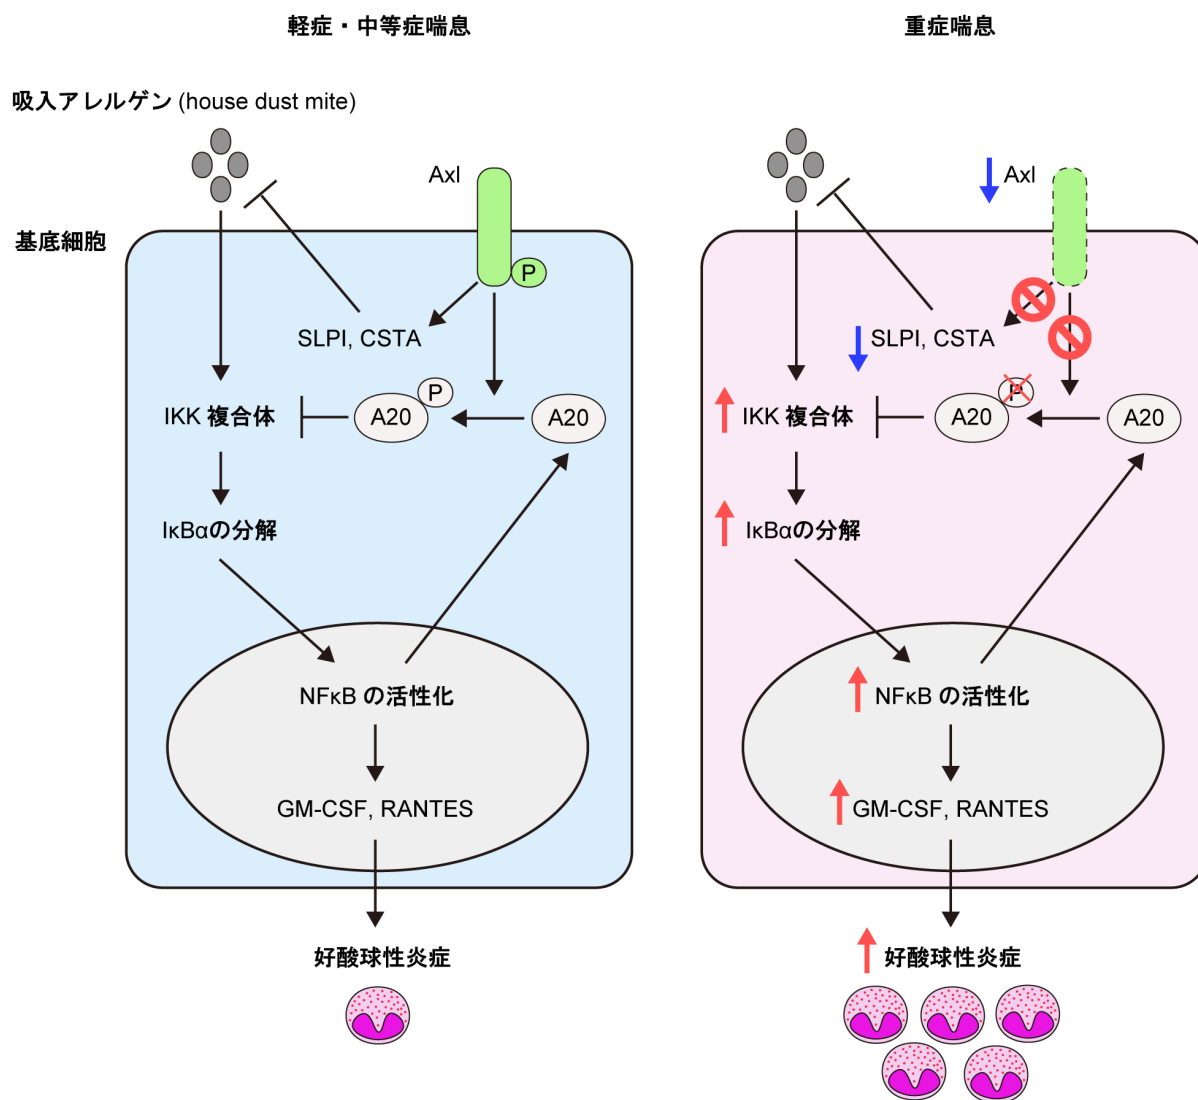 軽症・中等症喘息
重症喘息
吸入アレルゲン (house dust mite)
Axl
Axl
基底細胞
P
SLPI, CSTA
SLPI, CSTA
P
P
IKK 複合体
A20
A20
IKK 複合体
A20
A20
IκBαの分解
IκBαの分解
NFκB の活性化
NFκB の活性化
GM-CSF, RANTES
GM-CSF, RANTES
好酸球性炎症
好酸球性炎症